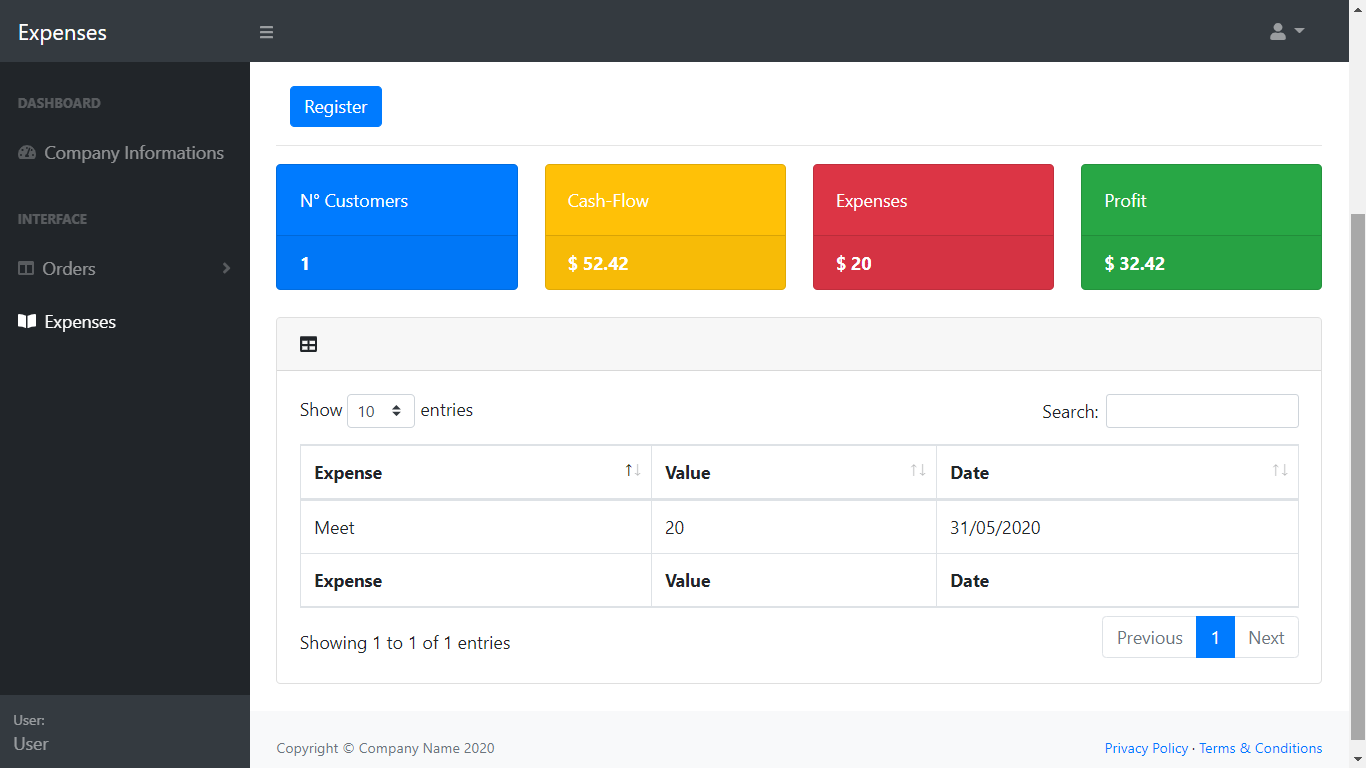 Expenses
DASHBOARD
Company Informations
INTERFACE
Orders
Expenses
User:
User
Register
N° Customers
1
Cash-Flow
$ 52.42
Expenses
$ 20
Profit
$ 32.42
Show 10 entries
Search:
Expense Value Date
Meet 20 31/05/2020
Expense Value Date
Showing 1 to 1 of 1 entries
Previous 1 Next
Copyright © Company Name 2020
Privacy Policy · Terms & Conditions